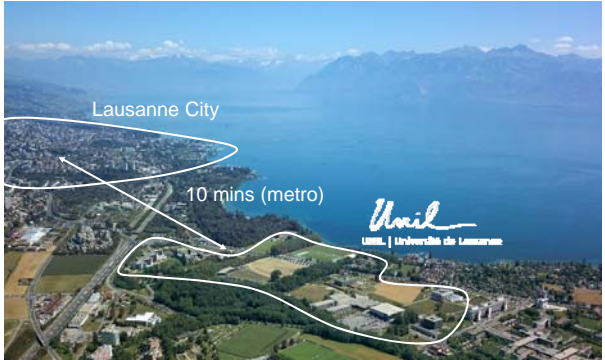 Lausanne City
10 mins (metro)
Unil
UNIL | Université de Lausanne